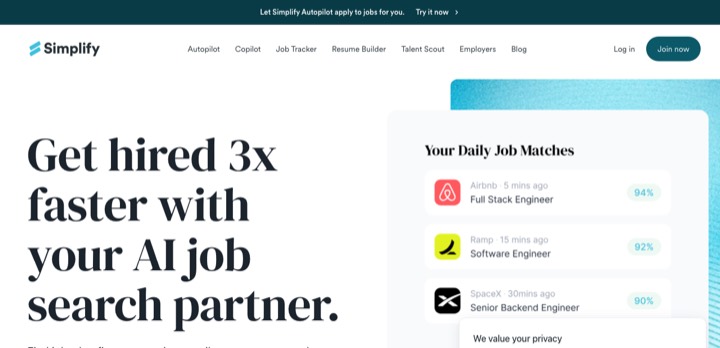 Let Simplify Autopilot apply to jobs for you. Try it now >
Simplify Autopilot Copilot Job Tracker Resume Builder Talent Scout Employers Blog Log in Join now
Get hired 3x
faster with
your AI job
search partner.
Your Daily Job Matches
Airbnb · 5 mins ago
Full Stack Engineer
94%
Ramp · 15 mins ago
Software Engineer
92%
SpaceX · 30mins ago
Senior Backend Engineer
90%
We value your privacy